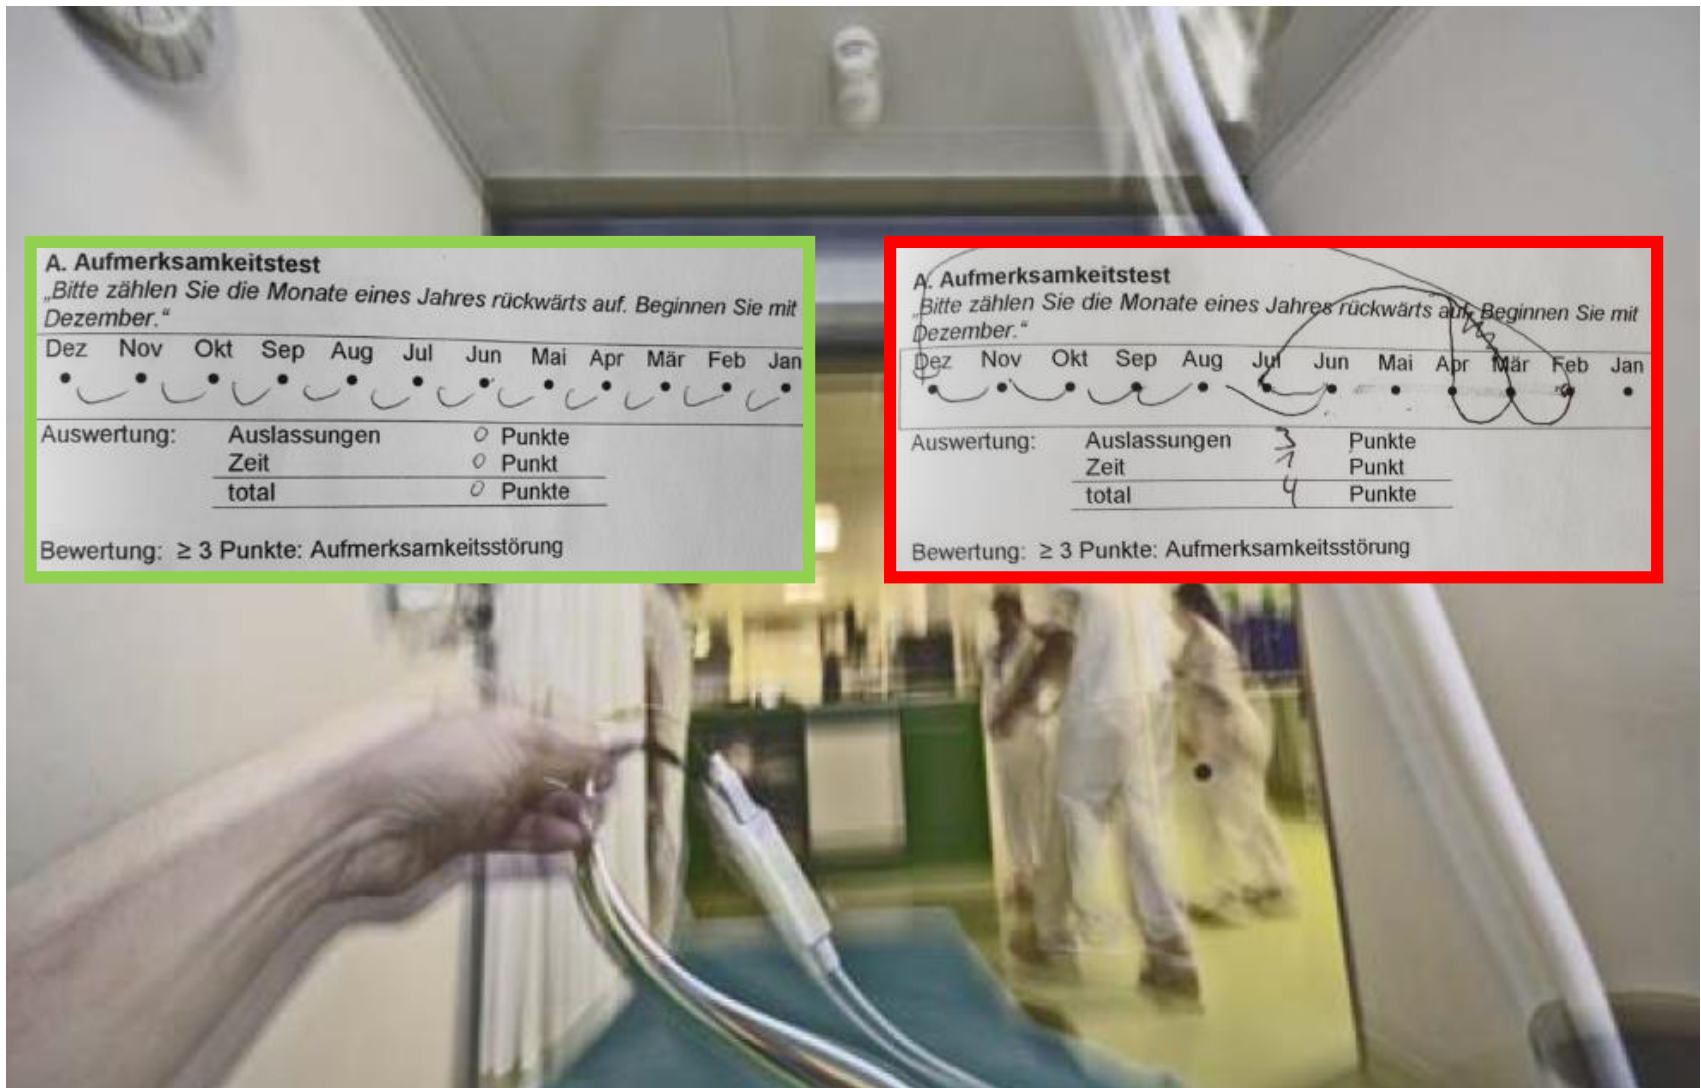 A. Aufmerksamkeitstest
„Bitte zählen Sie die Monate eines Jahres rückwärts auf. Beginnen Sie mit
Dezember.“
Dez Nov Okt Sep Aug Jul Jun Mai Apr Mär Feb Jan
Auswertung: Auslassungen 0 Punkte
Zeit 0 Punkt
total 0 Punkte
Bewertung: ≥ 3 Punkte: Aufmerksamkeitsstörung
A. Aufmerksamkeitstest
„Bitte zählen Sie die Monate eines Jahres rückwärts auf. Beginnen Sie mit
Dezember.“
Dez Nov Okt Sep Aug Jul Jun Mai Apr Mär Feb Jan
Auswertung: Auslassungen 3 Punkte
Zeit 1 Punkt
total 4 Punkte
Bewertung: ≥ 3 Punkte: Aufmerksamkeitsstörung